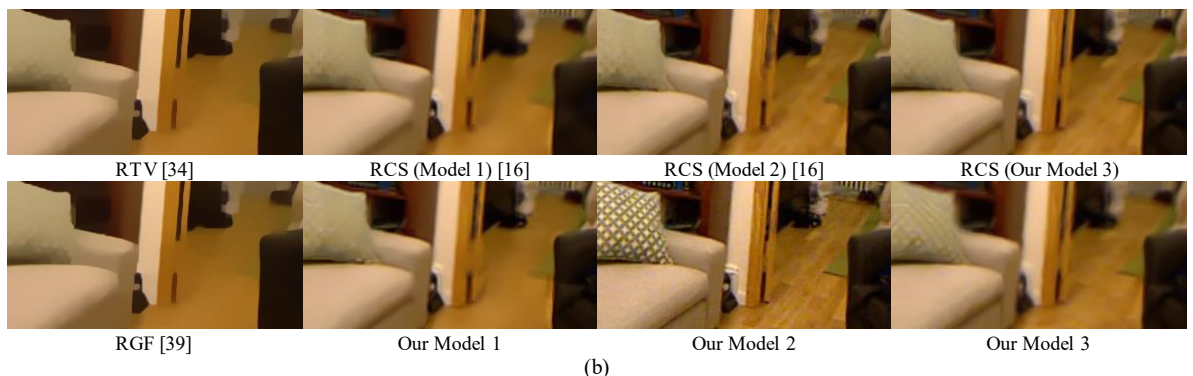 RTV [34] RCS (Model 1) [16] RCS (Model 2) [16] RCS (Our Model 3)
RGF [39] Our Model 1 Our Model 2 Our Model 3
(b)